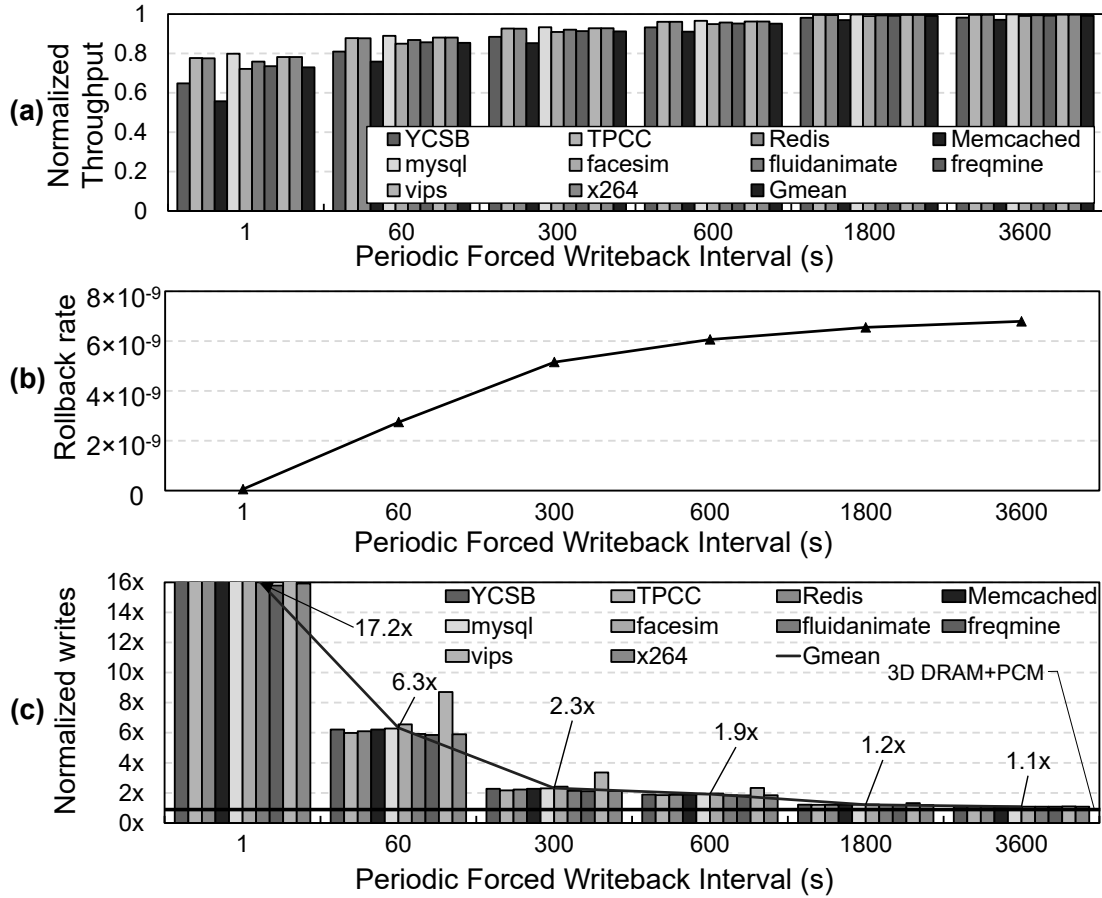 (a)
Normalized
Throughput
1
0.8
0.6
0.4
0.2
0
YCSB TPCC Redis Memcached
mysql facesim fluidanimate freqmine
vips x264 Gmean
1 60 300 600 1800 3600
Periodic Forced Writeback Interval (s)
(b)
Rollback rate
8×10⁻⁹
6×10⁻⁹
4×10⁻⁹
2×10⁻⁹
0
1 60 300 600 1800 3600
Periodic Forced Writeback Interval (s)
(c)
Normalized writes
16x
14x
12x
10x
8x
6x
4x
2x
0x
YCSB TPCC Redis Memcached
mysql facesim fluidanimate freqmine
vips x264 Gmean
17.2x
6.3x
2.3x
1.9x
1.2x
1.1x
3D DRAM+PCM
1 60 300 600 1800 3600
Periodic Forced Writeback Interval (s)